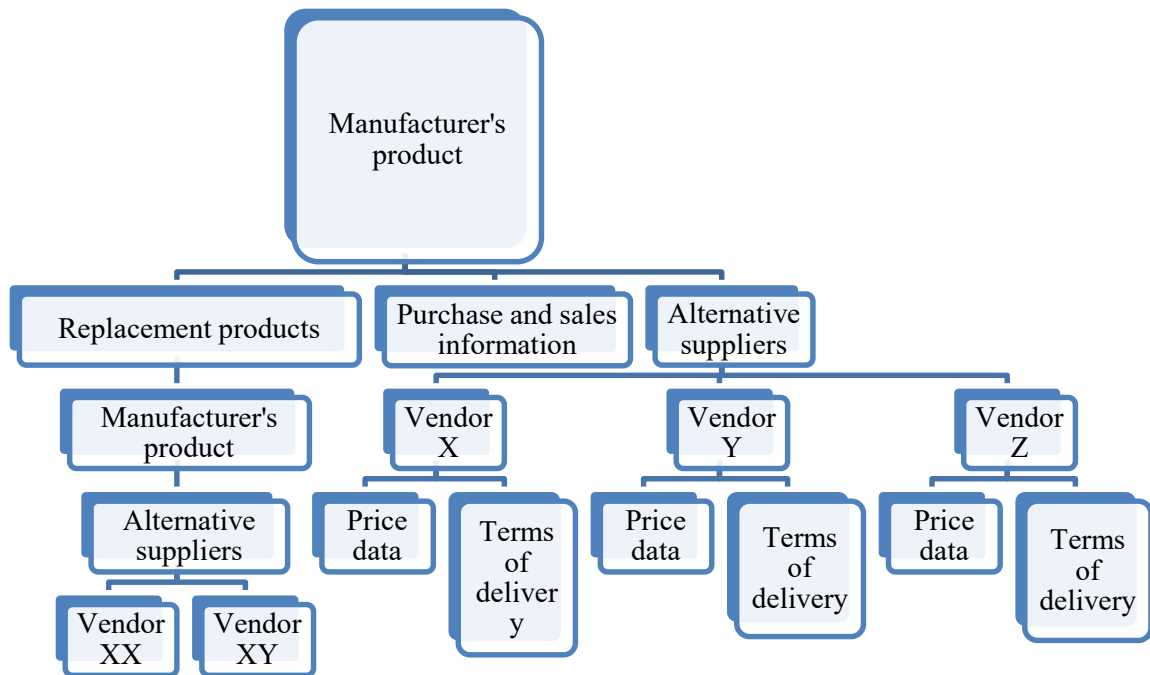 Manufacturer's
product
Replacement products
Purchase and sales
information
Alternative
suppliers
Manufacturer's
product
Vendor
X
Vendor
Y
Vendor
Z
Alternative
suppliers
Price
data
Terms
of
deliver
y
Price
data
Terms
of
delivery
Price
data
Terms
of
delivery
Vendor
XX
Vendor
XY